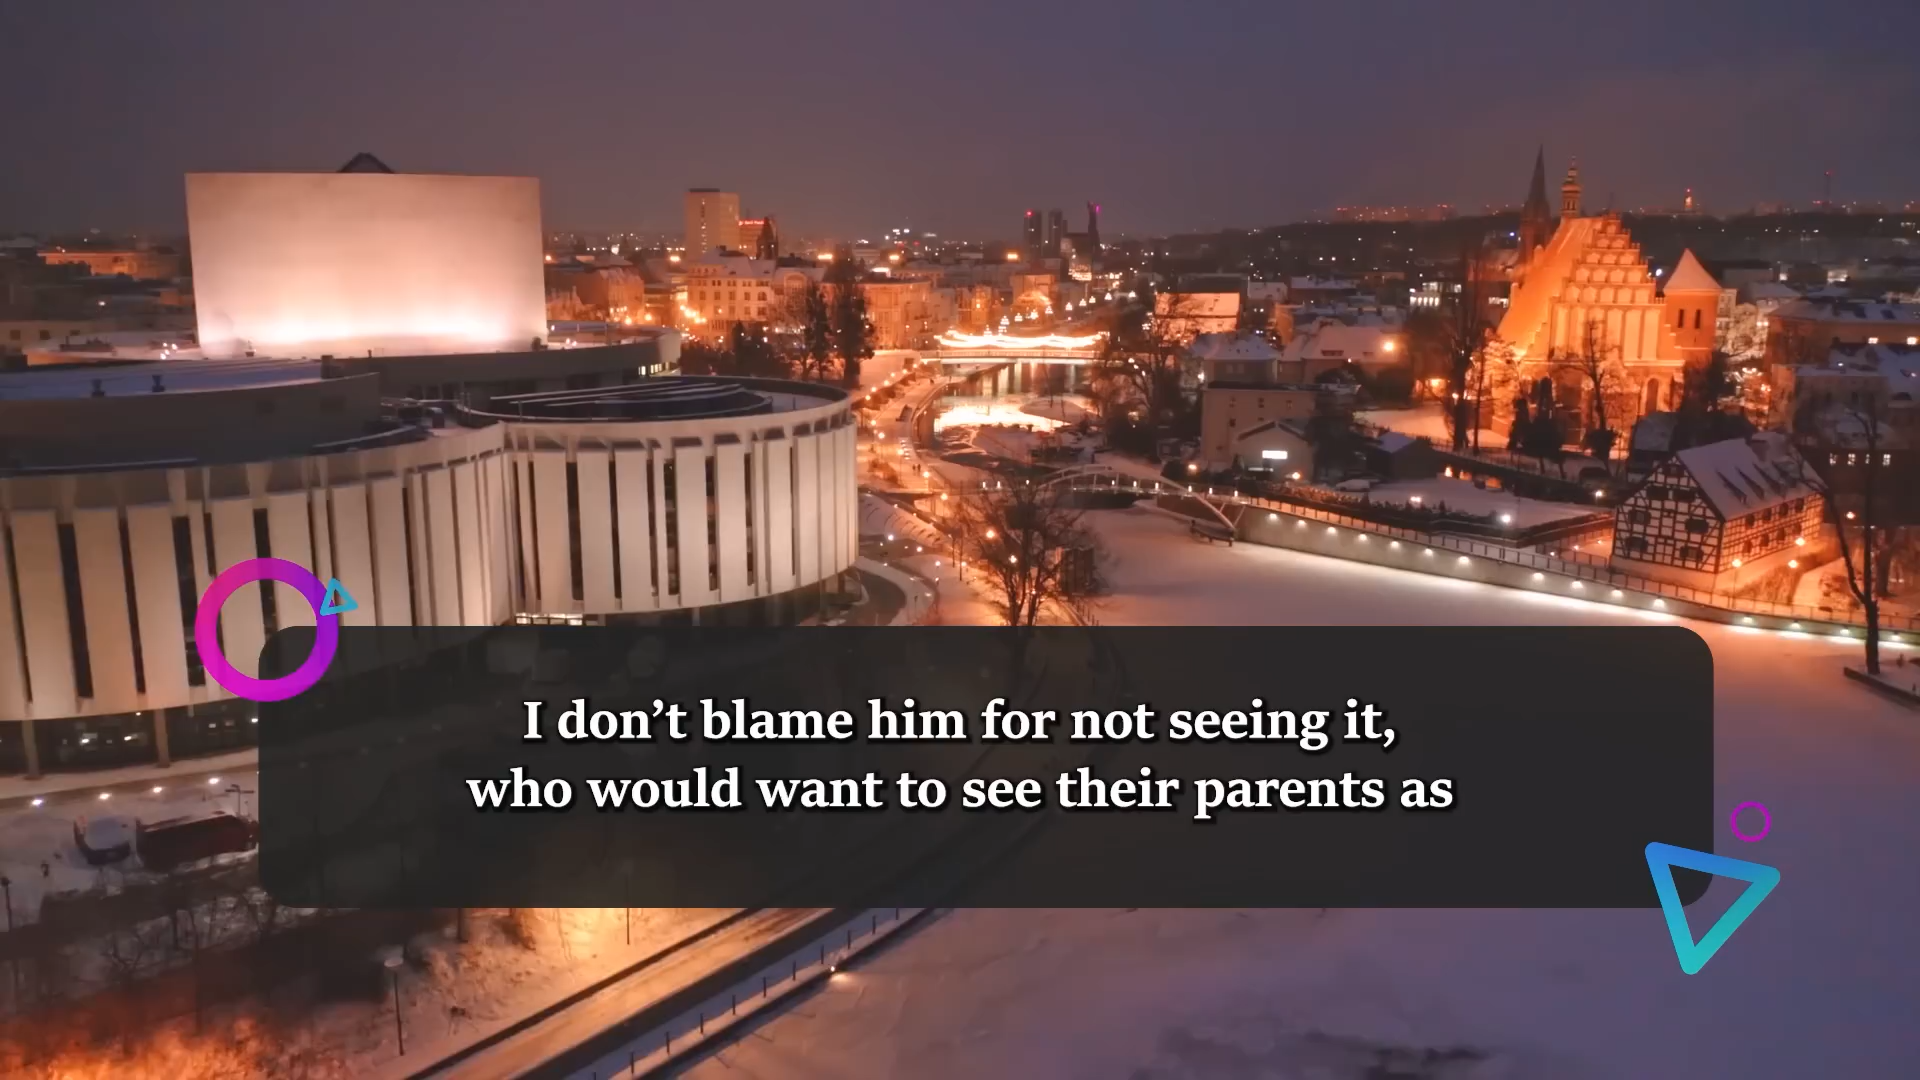 I don’t blame him for not seeing it,
who would want to see their parents as